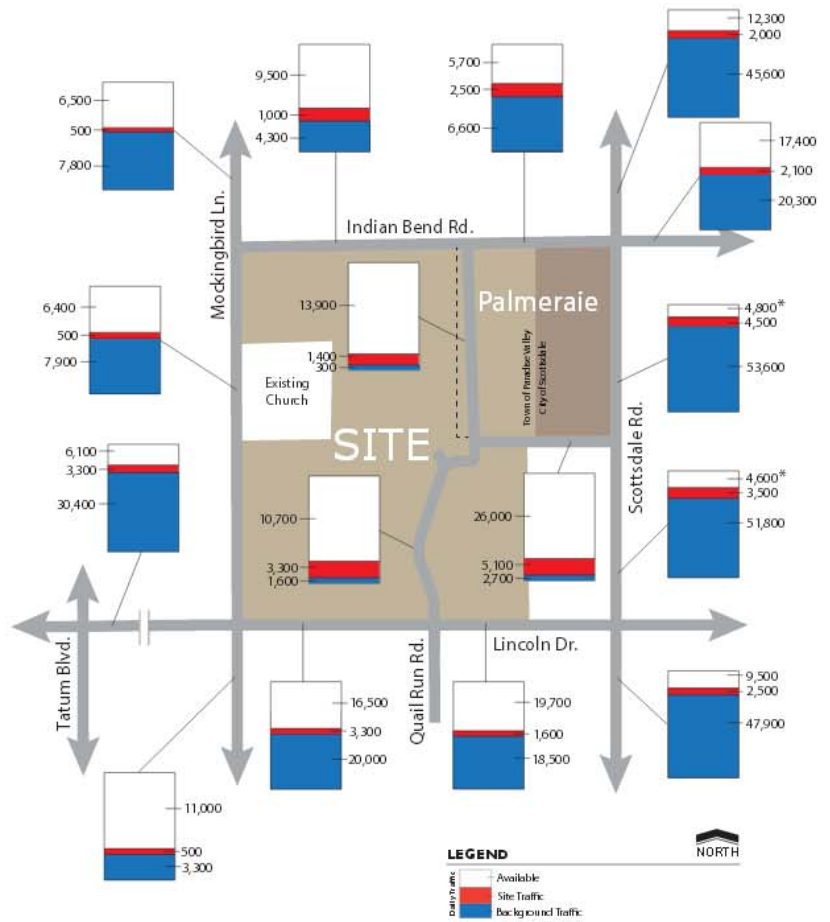 12,300
2,000
45,600
9,500
1,000
4,300
5,700
2,500
6,600
6,500
500
7,800
17,400
2,100
20,300
Mockingbird Ln.
Indian Bend Rd.
13,900
1,400
300
Palmeraie
Town of Paradise Valley
City of Scottsdale
6,400
500
7,900
4,800*
4,500
53,600
Existing
Church
SITE
Scottsdale Rd.
6,100
3,300
30,400
10,700
3,300
1,600
26,000
5,100
2,700
4,600*
3,500
51,800
Tatum Blvd.
Quail Run Rd.
Lincoln Dr.
16,500
3,300
20,000
19,700
1,600
18,500
9,500
2,500
47,900
11,000
500
3,300
NORTH
LEGEND
Daily Traffic
Available
Site Traffic
Background Traffic